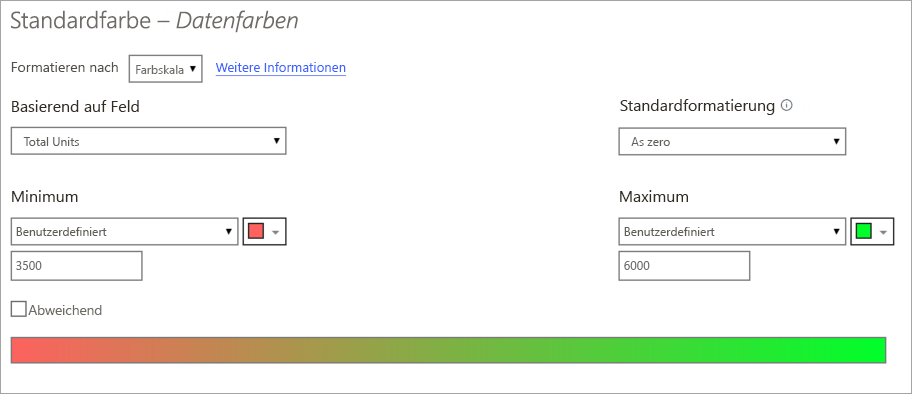 Standardfarbe – Datenfarben
Formatieren nach Farbskala Weitere Informationen
Basierend auf Feld Standardformatierung
Total Units As zero
Minimum Maximum
Benutzerdefiniert Benutzerdefiniert
3500 6000
Abweichend